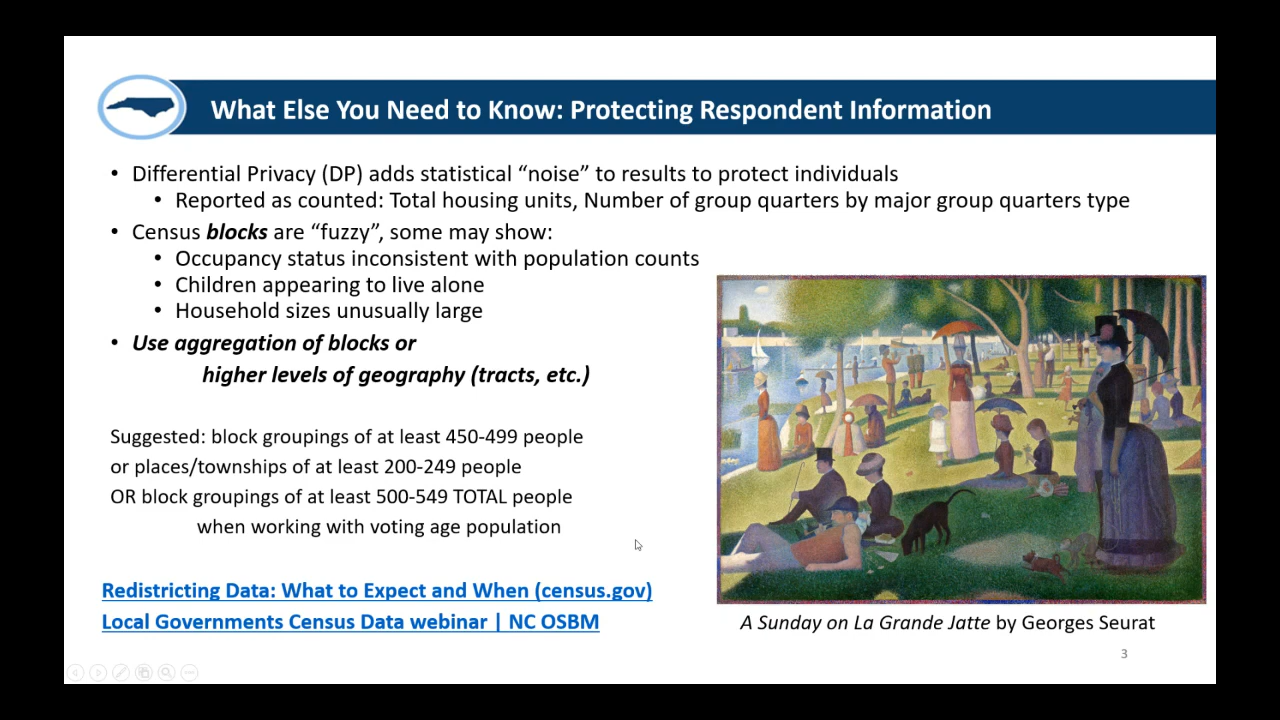 What Else You Need to Know: Protecting Respondent Information
• Differential Privacy (DP) adds statistical “noise” to results to protect individuals
• Reported as counted: Total housing units, Number of group quarters by major group quarters type
• Census blocks are “fuzzy”, some may show:
• Occupancy status inconsistent with population counts
• Children appearing to live alone
• Household sizes unusually large
• Use aggregation of blocks or
higher levels of geography (tracts, etc.)
Suggested: block groupings of at least 450-499 people
or places/townships of at least 200-249 people
OR block groupings of at least 500-549 TOTAL people
when working with voting age population
Redistricting Data: What to Expect and When (census.gov)
Local Governments Census Data webinar | NC OSBM
A Sunday on La Grande Jatte by Georges Seurat
3